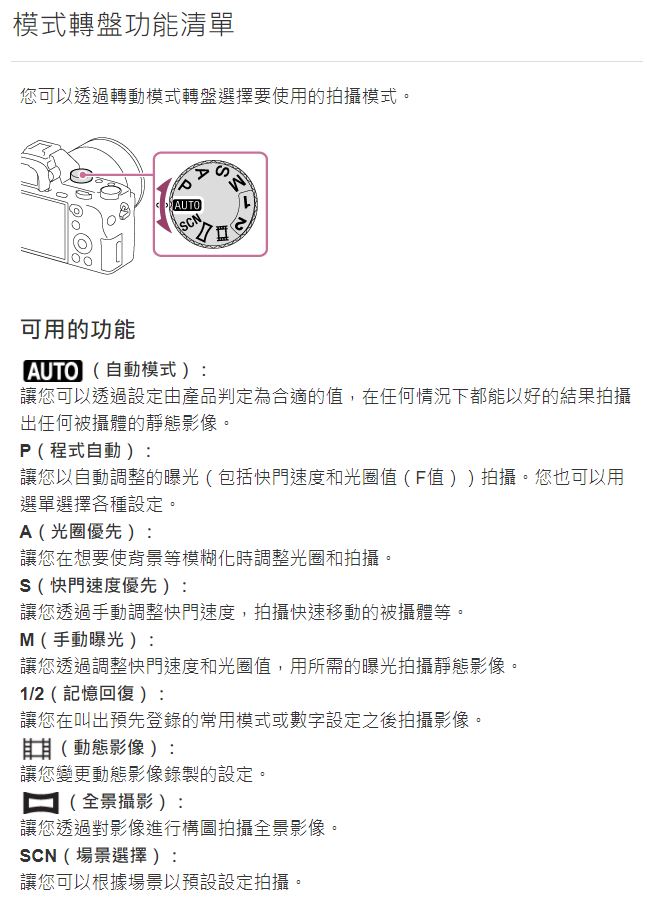 模式轉盤功能清單
您可以透過轉動模式轉盤選擇要使用的拍攝模式。
P A S M 1 2
AUTO
SCN
可用的功能
AUTO（自動模式）:
讓您可以透過設定由產品判定為合適的值，在任何情況下都能以好的結果拍攝
出任何被攝體的靜態影像。
P（程式自動）:
讓您以自動調整的曝光（包括快門速度和光圈值（F值））拍攝。您也可以用
選單選擇各種設定。
A（光圈優先）:
讓您在想要使背景等模糊化時調整光圈和拍攝。
S（快門速度優先）:
讓您透過手動調整快門速度，拍攝快速移動的被攝體等。
M（手動曝光）:
讓您透過調整快門速度和光圈值，用所需的曝光拍攝靜態影像。
1/2（記憶回復）:
讓您在叫出預先登錄的常用模式或數字設定之後拍攝影像。
（動態影像）:
讓您變更動態影像錄製的設定。
（全景攝影）:
讓您透過對影像進行構圖拍攝全景影像。
SCN（場景選擇）:
讓您可以根據場景以預設設定拍攝。